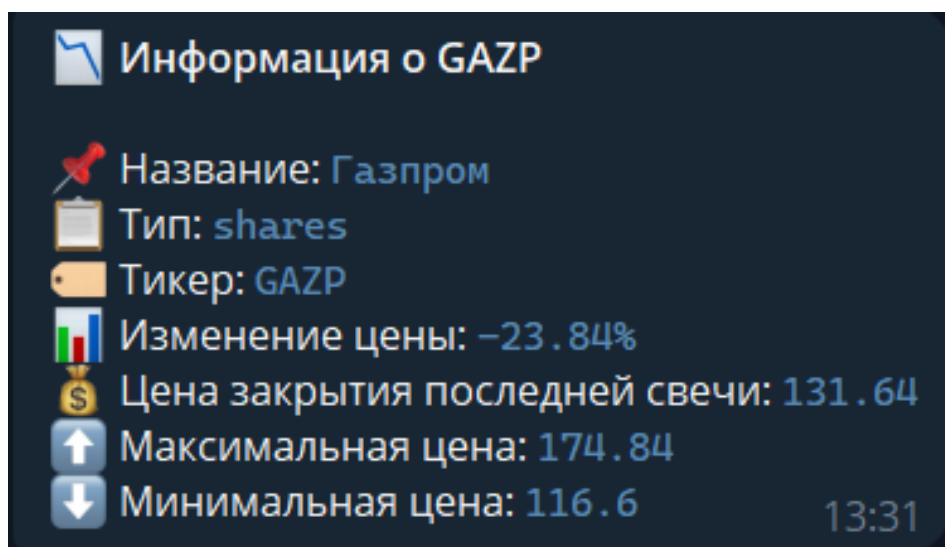 Информация о GAZP
Название: Газпром
Тип: shares
Тикер: GAZP
Изменение цены: -23.84%
Цена закрытия последней свечи: 131.64
Максимальная цена: 174.84
Минимальная цена: 116.6
13:31